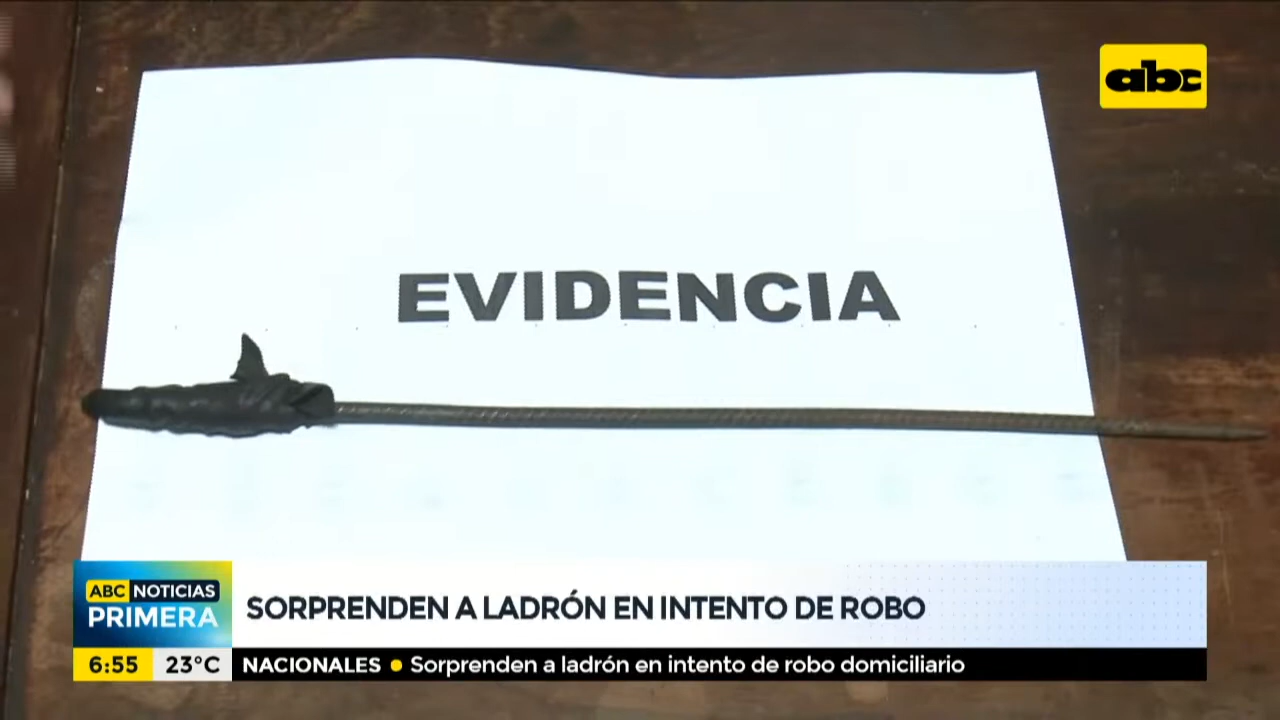 abc
EVIDENCIA
ABC NOTICIAS
PRIMERA
SORPRENDEN A LADRÓN EN INTENTO DE ROBO
6:55 23°C NACIONALES • Sorprenden a ladrón en intento de robo domiciliario